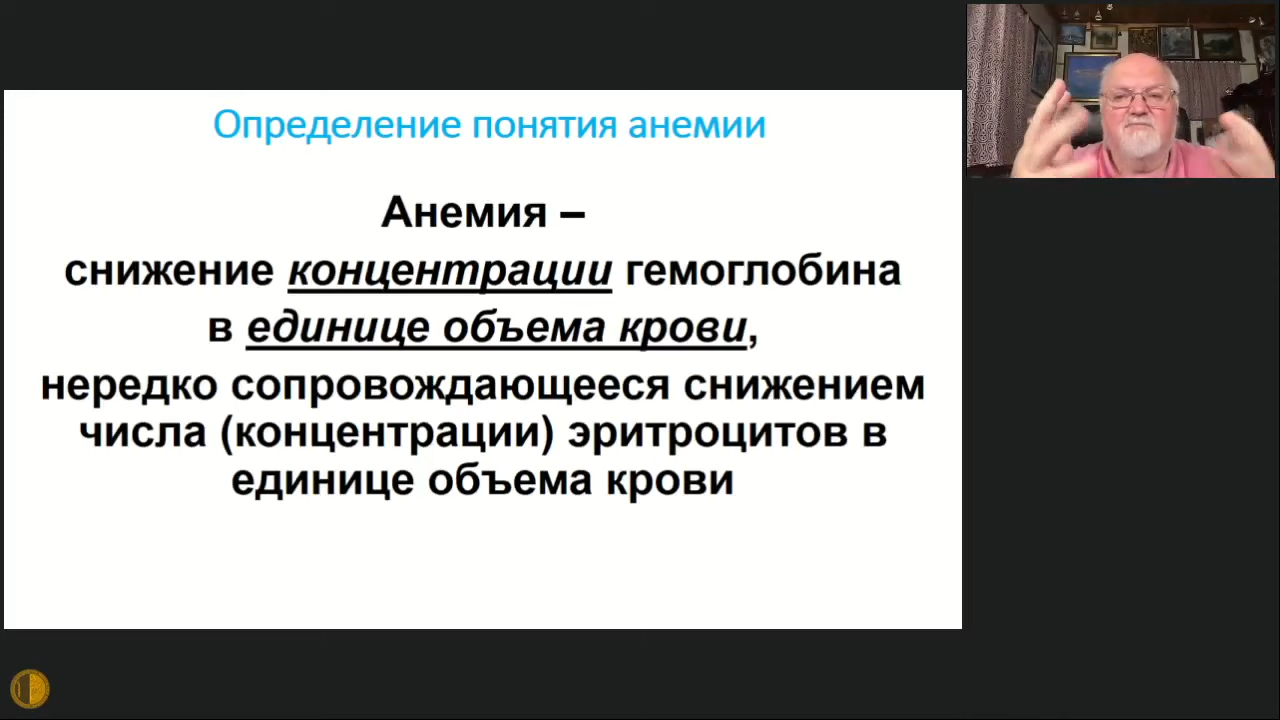 Определение понятия анемии
Анемия –
снижение концентрации гемоглобина
в единице объема крови,
нередко сопровождающееся снижением
числа (концентрации) эритроцитов в
единице объема крови